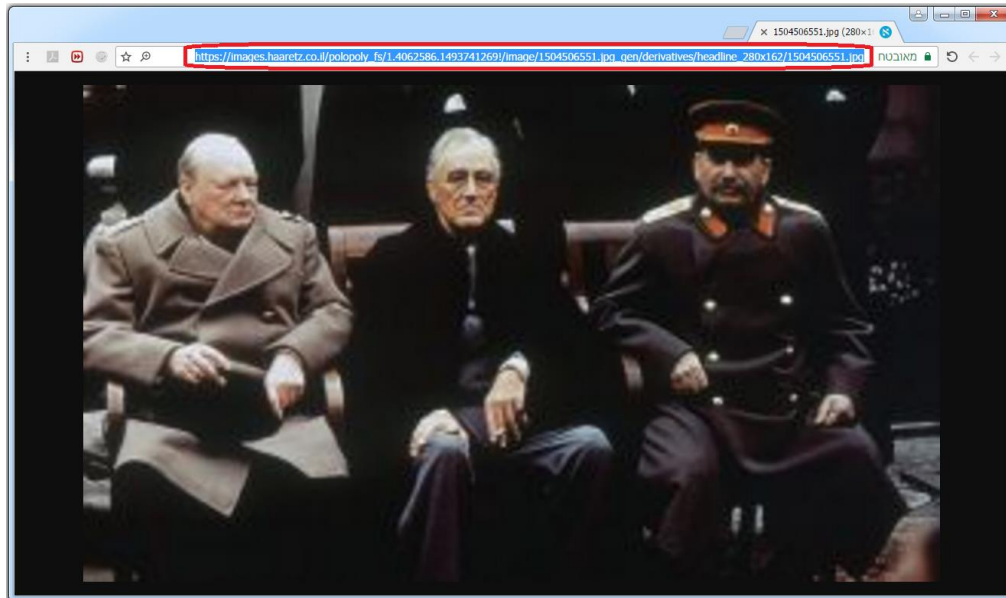 1504506551.jpg (280×1
https://images.haaretz.co.il/polopoly_fs/1.4062586.1493741269!/image/1504506551.jpg_gen/derivatives/headline_280x162/1504506551.jpg מאובטח